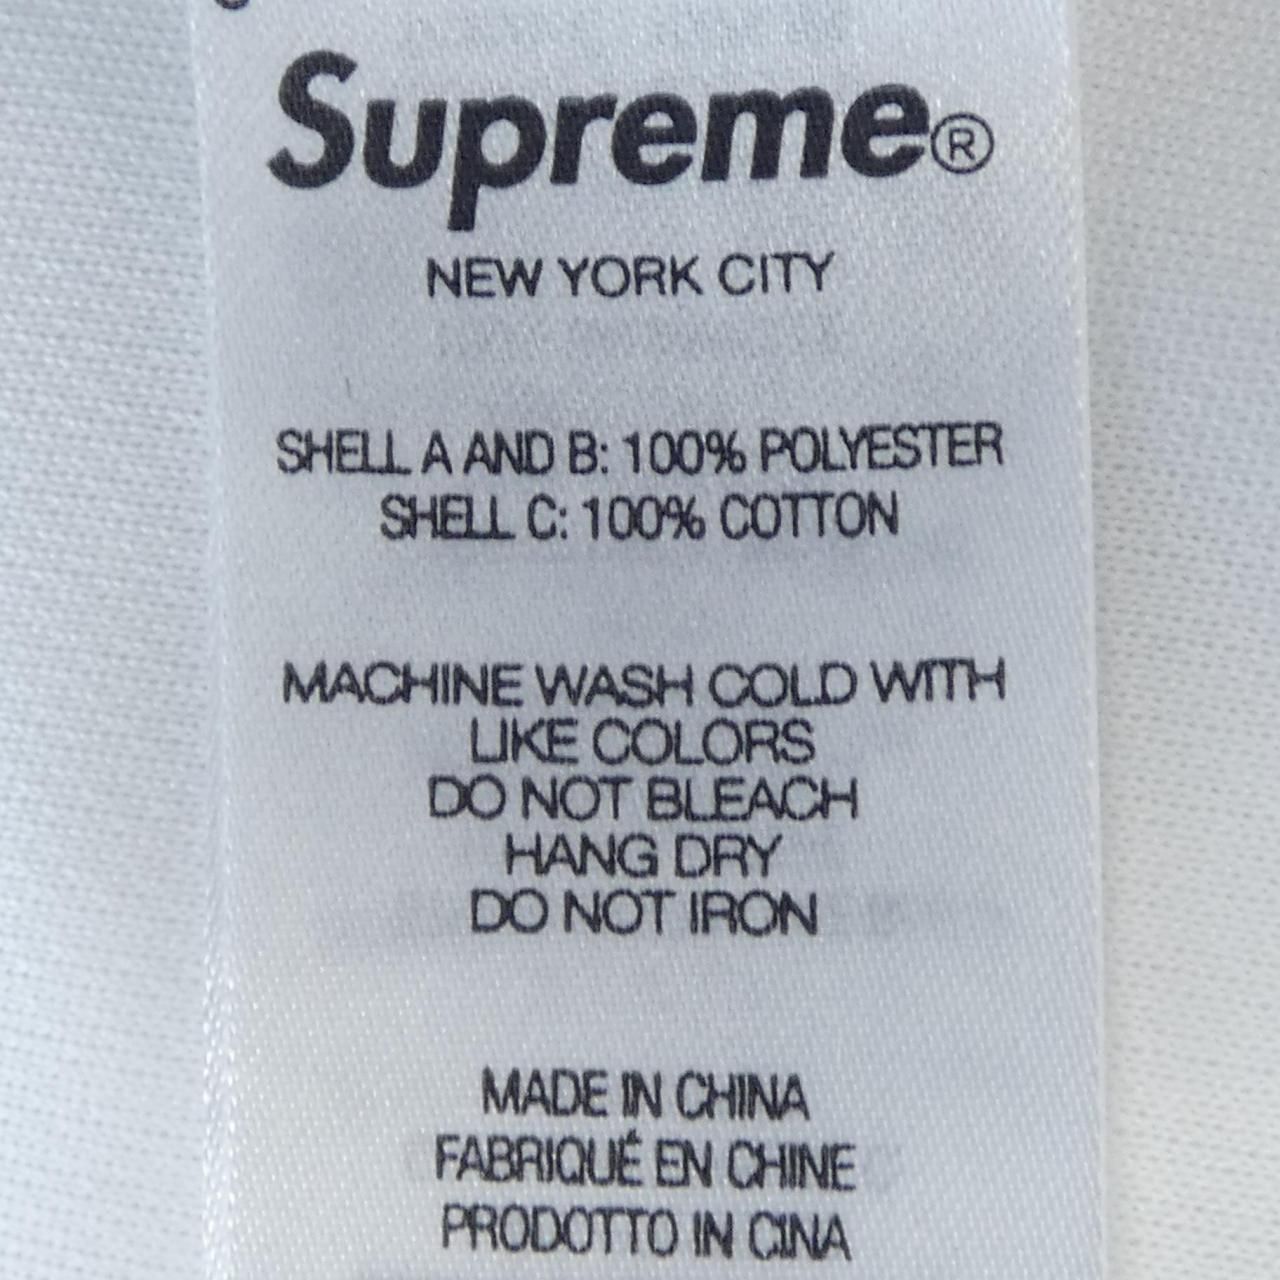 Supreme®
NEW YORK CITY
SHELL A AND B: 100% POLYESTER
SHELL C: 100% COTTON
MACHINE WASH COLD WITH
LIKE COLORS
DO NOT BLEACH
HANG DRY
DO NOT IRON
MADE IN CHINA
FABRIQUÉ EN CHINE
PRODOTTO IN CINA